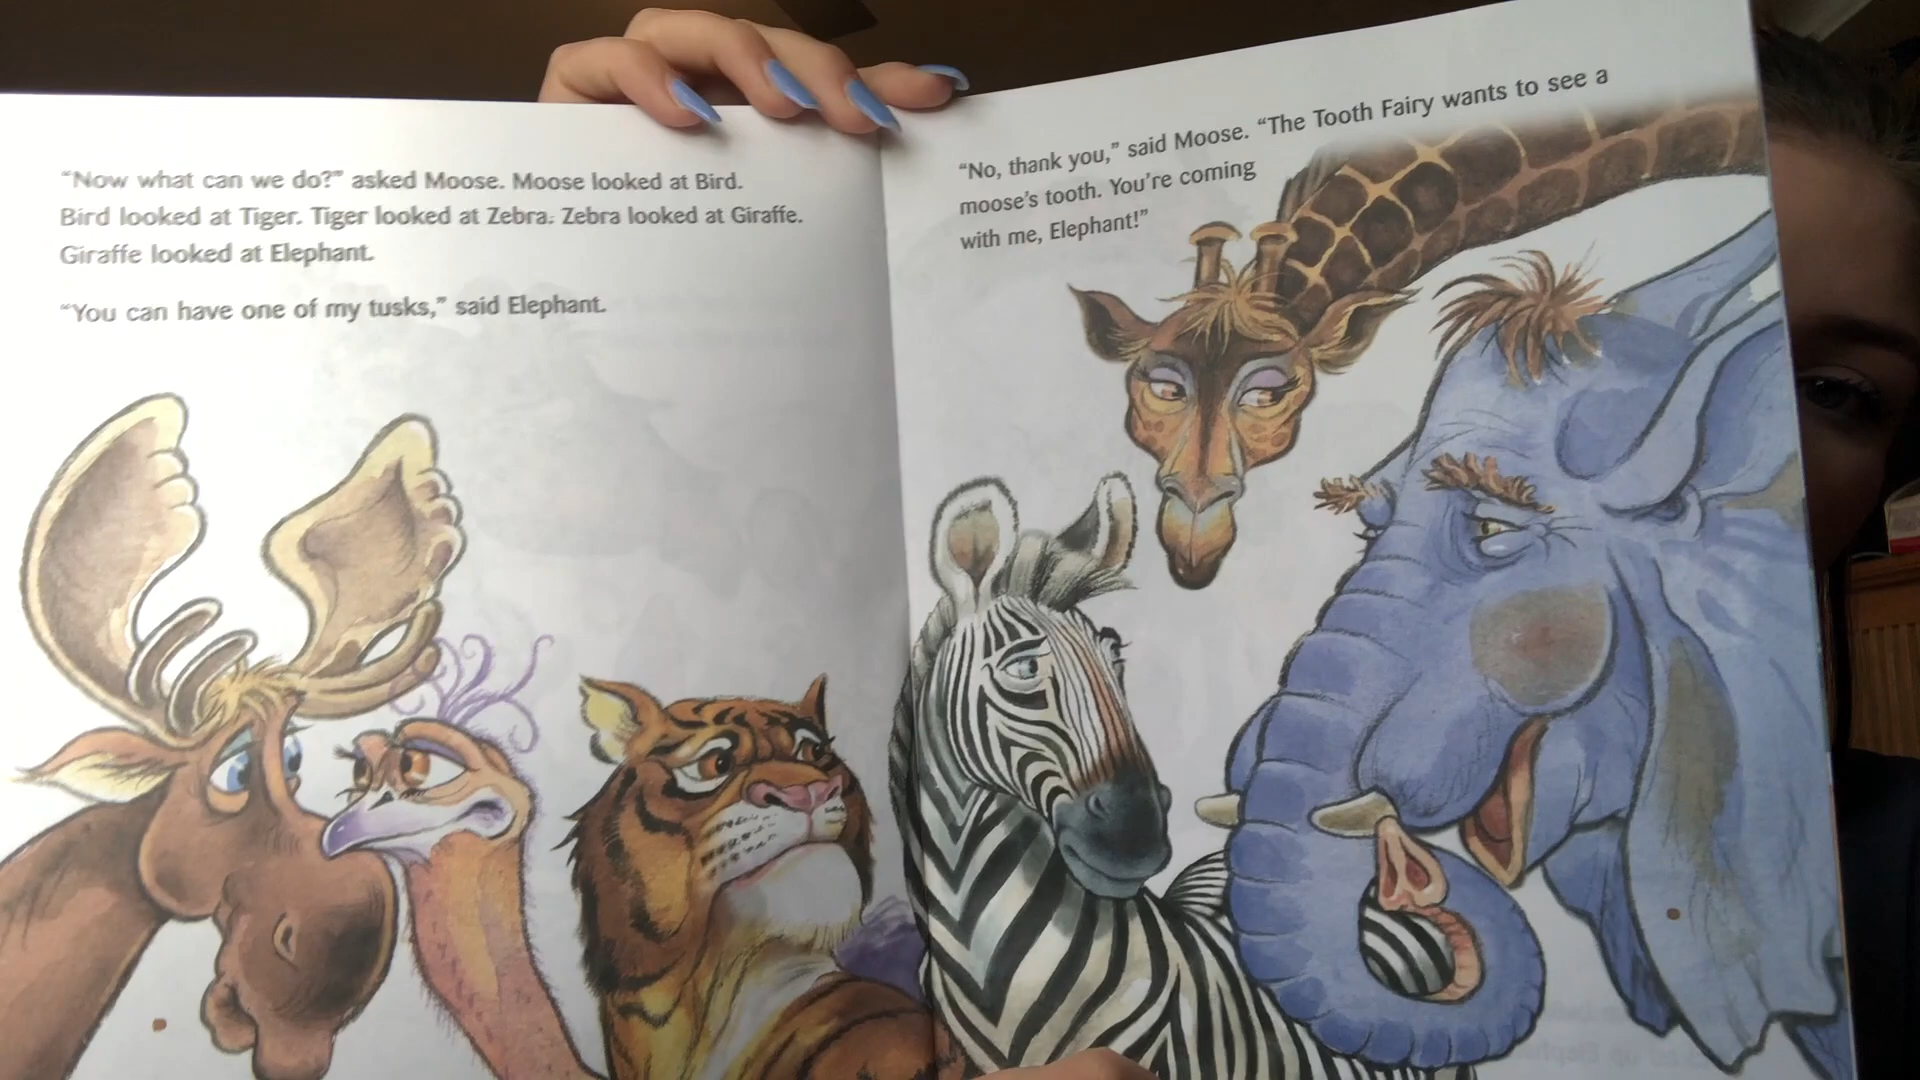 “Now what can we do?” asked Moose. Moose looked at Bird.
Bird looked at Tiger. Tiger looked at Zebra. Zebra looked at Giraffe.
Giraffe looked at Elephant.
“You can have one of my tusks,” said Elephant.
“No, thank you,” said Moose. “The Tooth Fairy wants to see a
moose’s tooth. You’re coming
with me, Elephant!”